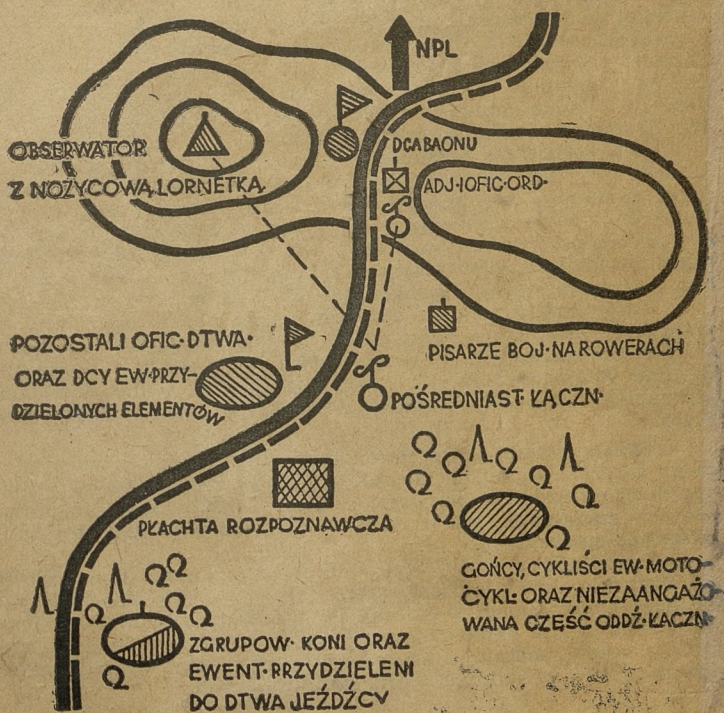 NPL
DCA BAONU
OBSERWATOR
Z NOŻYCOWĄ LORNETKĄ
ADJ·I OFIC·ORD·
PISARZE BOJ·NA ROWERACH
POZOSTALI OFIC·DTWA·
ORAZ DCY EW·PRZY-
DZIELONYCH ELEMENTÓW
POŚREDNIA ST·ŁĄCZN·
PŁACHTA ROZPOZNAWCZA
GOŃCY, CYKLIŚCI EW·MOTO-
CYKL· ORAZ NIEZAANGAŻO-
WANA CZĘŚĆ ODDZ·ŁĄCZN·
ZGRUPOW· KONI ORAZ
EWENT·PRZYDZIELENI
DO DTWA JEŹDŹCY